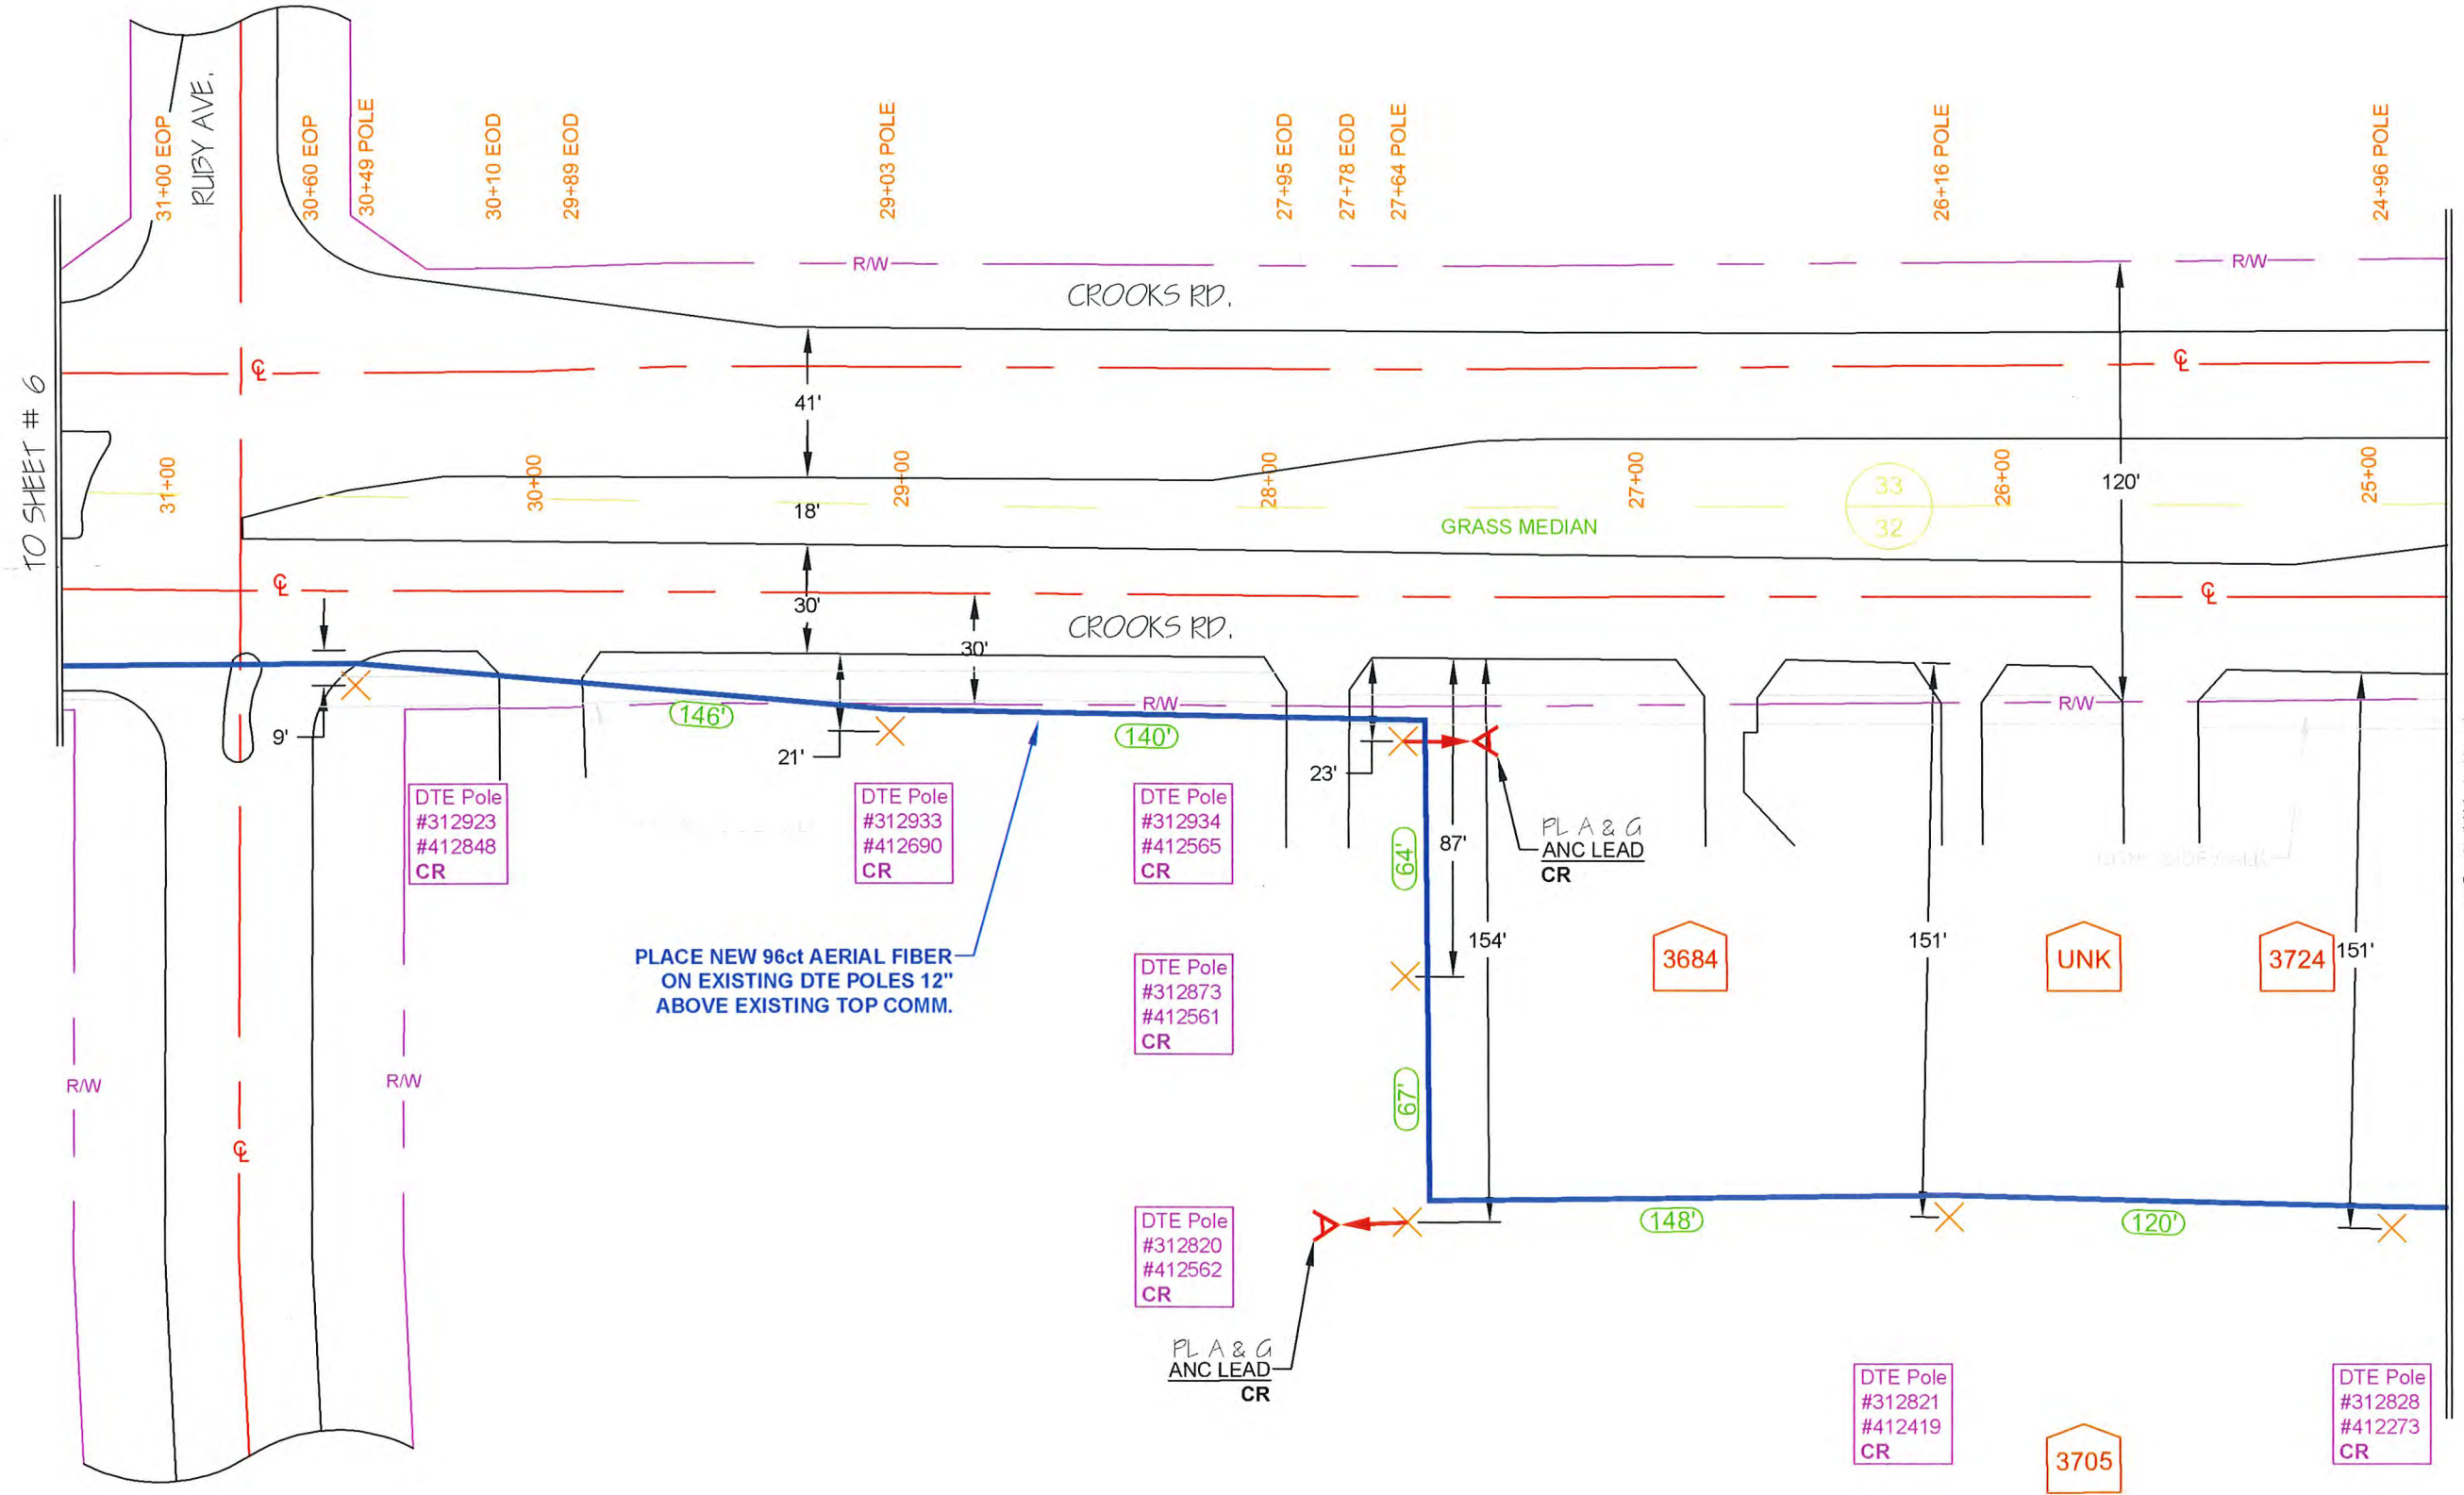 31+00 EOP
RUBY AVE.
30+60 EOP
30+49 POLE
30+10 EOD
29+89 EOD
29+03 POLE
27+95 EOD
27+78 EOD
27+64 POLE
26+16 POLE
24+96 POLE
R/W
R/W
CROOKS RD.
℄
℄
TO SHEET # 6
41'
31+00
30+00
29+00
28+00
27+00
26+00
25+00
33
32
120'
18'
GRASS MEDIAN
℄
℄
30'
CROOKS RD.
30'
R/W
R/W
146'
140'
9'
21'
23'
DTE Pole
#312923
#412848
CR
DTE Pole
#312933
#412690
CR
DTE Pole
#312934
#412565
CR
64'
87'
PL A & G
ANC LEAD
CR
154'
151'
151'
3684
UNK
3724
PLACE NEW 96ct AERIAL FIBER
ON EXISTING DTE POLES 12"
ABOVE EXISTING TOP COMM.
DTE Pole
#312873
#412561
CR
R/W
R/W
67'
℄
DTE Pole
#312820
#412562
CR
148'
120'
PL A & G
ANC LEAD
CR
DTE Pole
#312821
#412419
CR
DTE Pole
#312828
#412273
CR
3705